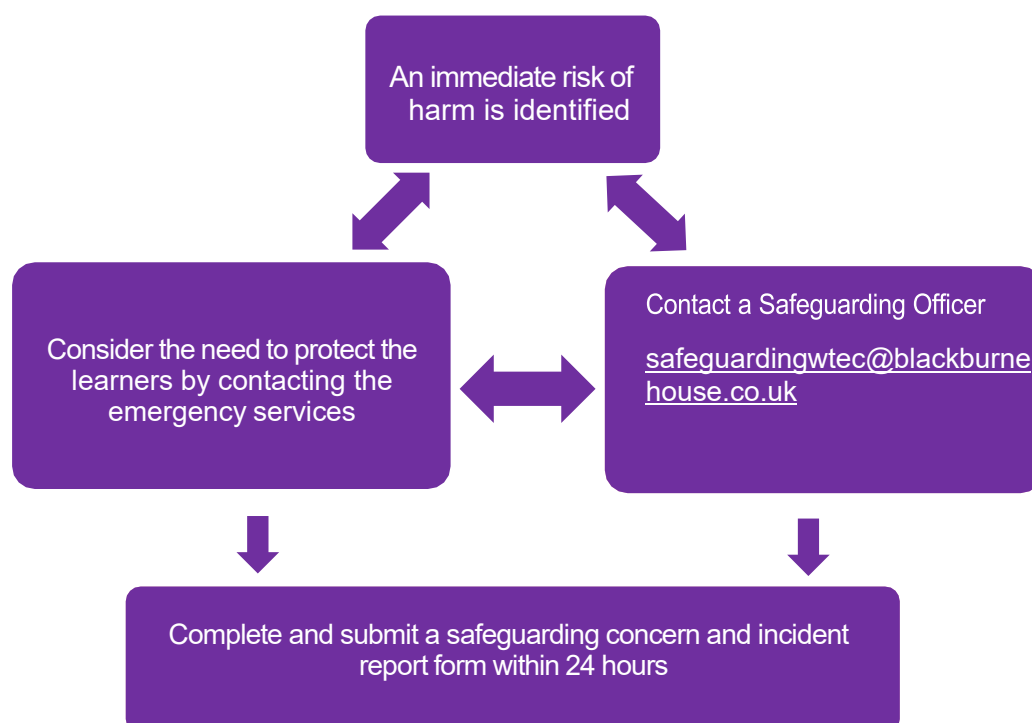 An immediate risk of
harm is identified
Consider the need to protect the
learners by contacting the
emergency services
Contact a Safeguarding Officer
safeguardingwtec@blackburne
house.co.uk
Complete and submit a safeguarding concern and incident
report form within 24 hours